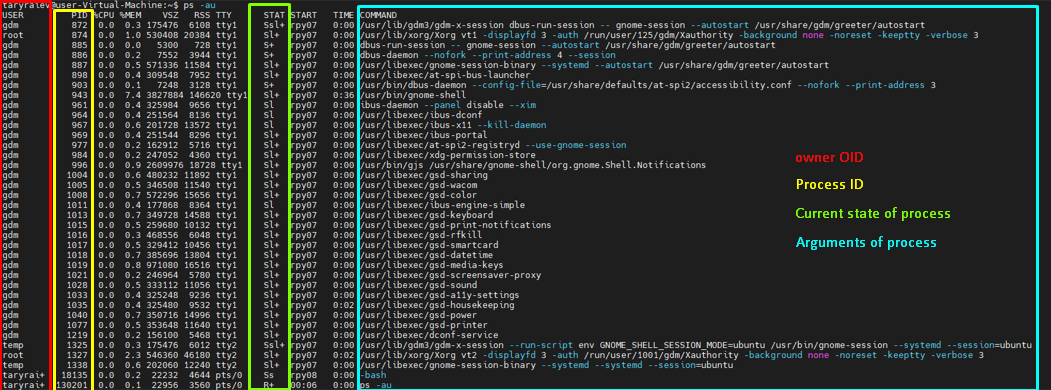 taryraiev@user-Virtual-Machine:~$ ps -au
USER PID %CPU %MEM VSZ RSS TTY STAT START TIME COMMAND
gdm 872 0.0 0.3 175476 6108 tty1 Ssl+ rpy07 0:00 /usr/lib/gdm3/gdm-x-session dbus-run-session -- gnome-session --autostart /usr/share/gdm/greeter/autostart
root 874 0.0 1.0 530408 20384 tty1 Sl+ rpy07 0:00 /usr/lib/xorg/Xorg vt1 -displayfd 3 -auth /run/user/125/gdm/Xauthority -background none -noreset -keeptty -verbose 3
gdm 885 0.0 0.0 5300 728 tty1 S+ rpy07 0:00 dbus-run-session -- gnome-session --autostart /usr/share/gdm/greeter/autostart
gdm 886 0.0 0.2 7552 3944 tty1 S+ rpy07 0:00 dbus-daemon --nofork --print-address 4 --session
gdm 887 0.0 0.5 571336 11584 tty1 Sl+ rpy07 0:00 /usr/libexec/gnome-session-binary --systemd --autostart /usr/share/gdm/greeter/autostart
gdm 898 0.0 0.4 309548 7952 tty1 Sl+ rpy07 0:00 /usr/libexec/at-spi-bus-launcher
gdm 903 0.0 0.1 7248 3128 tty1 S+ rpy07 0:00 /usr/bin/dbus-daemon --config-file=/usr/share/defaults/at-spi2/accessibility.conf --nofork --print-address 3
gdm 943 0.0 7.4 3827884 146620 tty1 Sl+ rpy07 0:36 /usr/bin/gnome-shell
gdm 961 0.0 0.4 325984 9656 tty1 Sl rpy07 0:00 ibus-daemon --panel disable --xim
gdm 964 0.0 0.4 251564 8136 tty1 Sl rpy07 0:00 /usr/libexec/ibus-dconf
gdm 967 0.0 0.6 201728 13572 tty1 Sl rpy07 0:00 /usr/libexec/ibus-x11 --kill-daemon
gdm 969 0.0 0.4 251544 8296 tty1 Sl+ rpy07 0:00 /usr/libexec/ibus-portal
gdm 977 0.0 0.2 162912 5716 tty1 Sl+ rpy07 0:00 /usr/libexec/at-spi2-registryd --use-gnome-session
gdm 984 0.0 0.2 247052 4360 tty1 Sl+ rpy07 0:00 /usr/libexec/xdg-permission-store
gdm 996 0.0 0.9 2609976 18728 tty1 Sl+ rpy07 0:00 /usr/bin/gjs /usr/share/gnome-shell/org.gnome.Shell.Notifications
gdm 1004 0.0 0.6 480232 11892 tty1 Sl+ rpy07 0:00 /usr/libexec/gsd-sharing
gdm 1005 0.0 0.5 346508 11540 tty1 Sl+ rpy07 0:00 /usr/libexec/gsd-wacom
gdm 1008 0.0 0.7 572296 15656 tty1 Sl+ rpy07 0:00 /usr/libexec/gsd-color
gdm 1011 0.0 0.4 177868 8364 tty1 Sl rpy07 0:00 /usr/libexec/ibus-engine-simple
gdm 1013 0.0 0.7 349728 14588 tty1 Sl+ rpy07 0:00 /usr/libexec/gsd-keyboard
gdm 1015 0.0 0.5 259680 10132 tty1 Sl+ rpy07 0:00 /usr/libexec/gsd-print-notifications
gdm 1016 0.0 0.3 468556 6048 tty1 Sl+ rpy07 0:00 /usr/libexec/gsd-rfkill
gdm 1017 0.0 0.5 329412 10456 tty1 Sl+ rpy07 0:00 /usr/libexec/gsd-smartcard
gdm 1018 0.0 0.7 385696 13804 tty1 Sl+ rpy07 0:00 /usr/libexec/gsd-datetime
gdm 1019 0.0 0.8 971080 16516 tty1 Sl+ rpy07 0:00 /usr/libexec/gsd-media-keys
gdm 1021 0.0 0.2 246964 5780 tty1 Sl+ rpy07 0:00 /usr/libexec/gsd-screensaver-proxy
gdm 1028 0.0 0.5 333112 11056 tty1 Sl+ rpy07 0:00 /usr/libexec/gsd-sound
gdm 1033 0.0 0.4 325248 9236 tty1 Sl+ rpy07 0:00 /usr/libexec/gsd-a11y-settings
gdm 1035 0.0 0.4 325480 9532 tty1 Sl+ rpy07 0:02 /usr/libexec/gsd-housekeeping
gdm 1040 0.0 0.7 350716 14996 tty1 Sl+ rpy07 0:00 /usr/libexec/gsd-power
gdm 1077 0.0 0.5 353648 11640 tty1 Sl+ rpy07 0:00 /usr/libexec/gsd-printer
gdm 1219 0.0 0.2 156100 5468 tty1 Sl+ rpy07 0:00 /usr/libexec/dconf-service
temp 1325 0.0 0.3 175476 6012 tty2 Ssl+ rpy07 0:00 /usr/lib/gdm3/gdm-x-session --run-script env GNOME_SHELL_SESSION_MODE=ubuntu /usr/bin/gnome-session --systemd --session=ubuntu
root 1327 0.0 2.3 546360 46180 tty2 Sl+ rpy07 0:02 /usr/lib/xorg/Xorg vt2 -displayfd 3 -auth /run/user/1001/gdm/Xauthority -background none -noreset -keeptty -verbose 3
temp 1338 0.0 0.6 202060 12240 tty2 Sl+ rpy07 0:00 /usr/libexec/gnome-session-binary --systemd --systemd --session=ubuntu
taryrai+ 18135 0.0 0.2 22232 4644 pts/0 Ss rpy08 0:00 -bash
taryrai+ 130201 0.0 0.1 22956 3560 pts/0 R+ 00:06 0:00 ps -au
owner OID
Process ID
Current state of process
Arguments of process